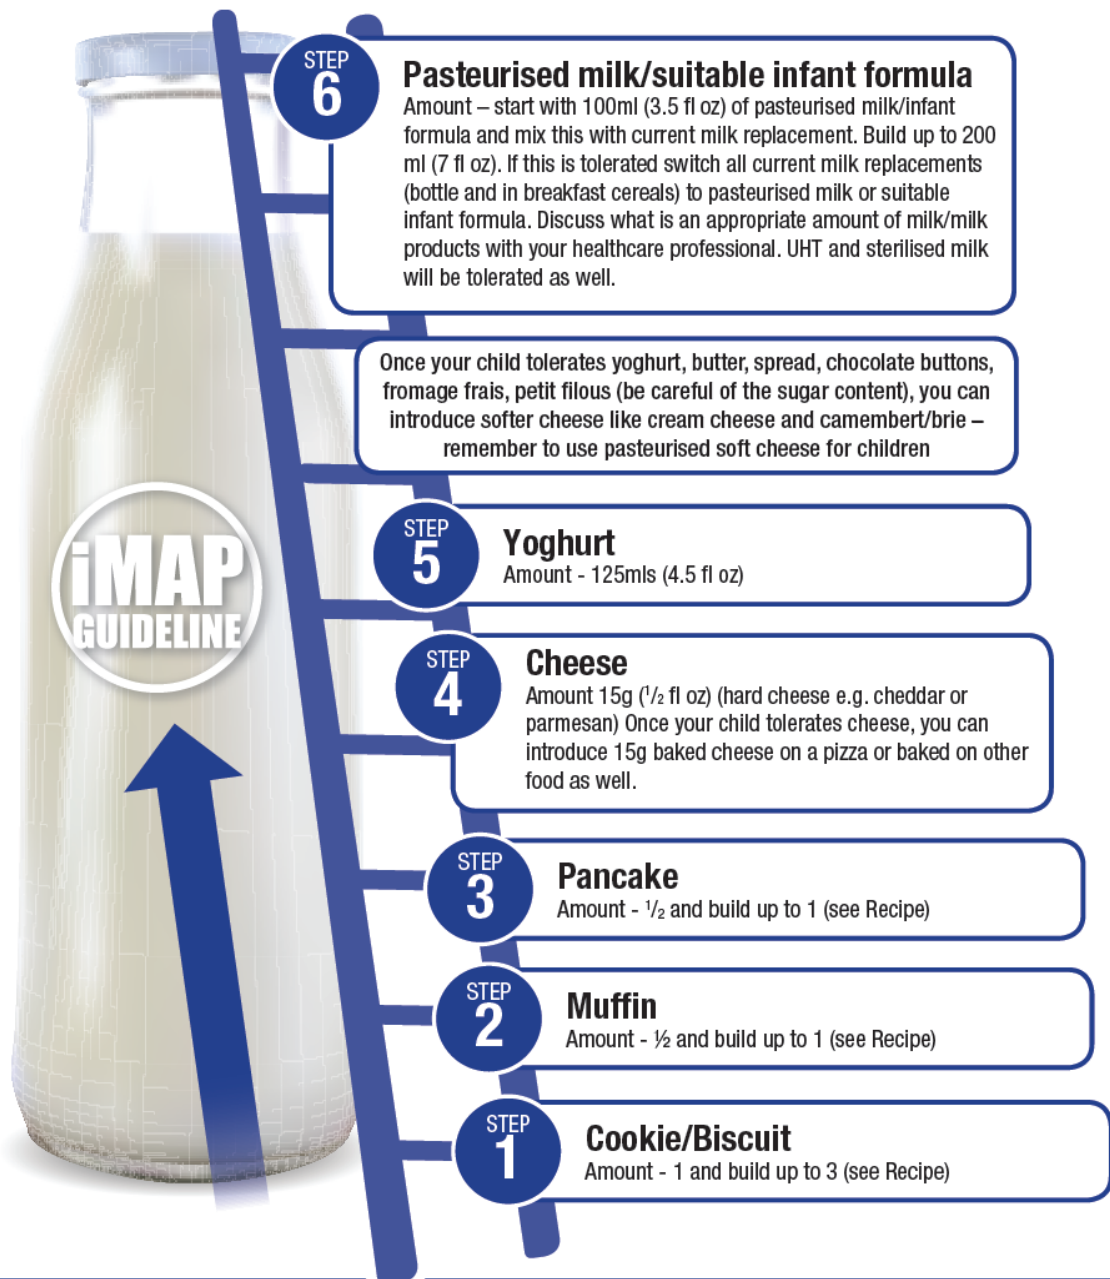 STEP
6
Pasteurised milk/suitable infant formula
Amount – start with 100ml (3.5 fl oz) of pasteurised milk/infant
formula and mix this with current milk replacement. Build up to 200
ml (7 fl oz). If this is tolerated switch all current milk replacements
(bottle and in breakfast cereals) to pasteurised milk or suitable
infant formula. Discuss what is an appropriate amount of milk/milk
products with your healthcare professional. UHT and sterilised milk
will be tolerated as well.
Once your child tolerates yoghurt, butter, spread, chocolate buttons,
fromage frais, petit filous (be careful of the sugar content), you can
introduce softer cheese like cream cheese and camembert/brie –
remember to use pasteurised soft cheese for children
iMAP
GUIDELINE
STEP
5
Yoghurt
Amount - 125mls (4.5 fl oz)
STEP
4
Cheese
Amount 15g (1/2 fl oz) (hard cheese e.g. cheddar or
parmesan) Once your child tolerates cheese, you can
introduce 15g baked cheese on a pizza or baked on other
food as well.
STEP
3
Pancake
Amount - 1/2 and build up to 1 (see Recipe)
STEP
2
Muffin
Amount - ½ and build up to 1 (see Recipe)
STEP
1
Cookie/Biscuit
Amount - 1 and build up to 3 (see Recipe)